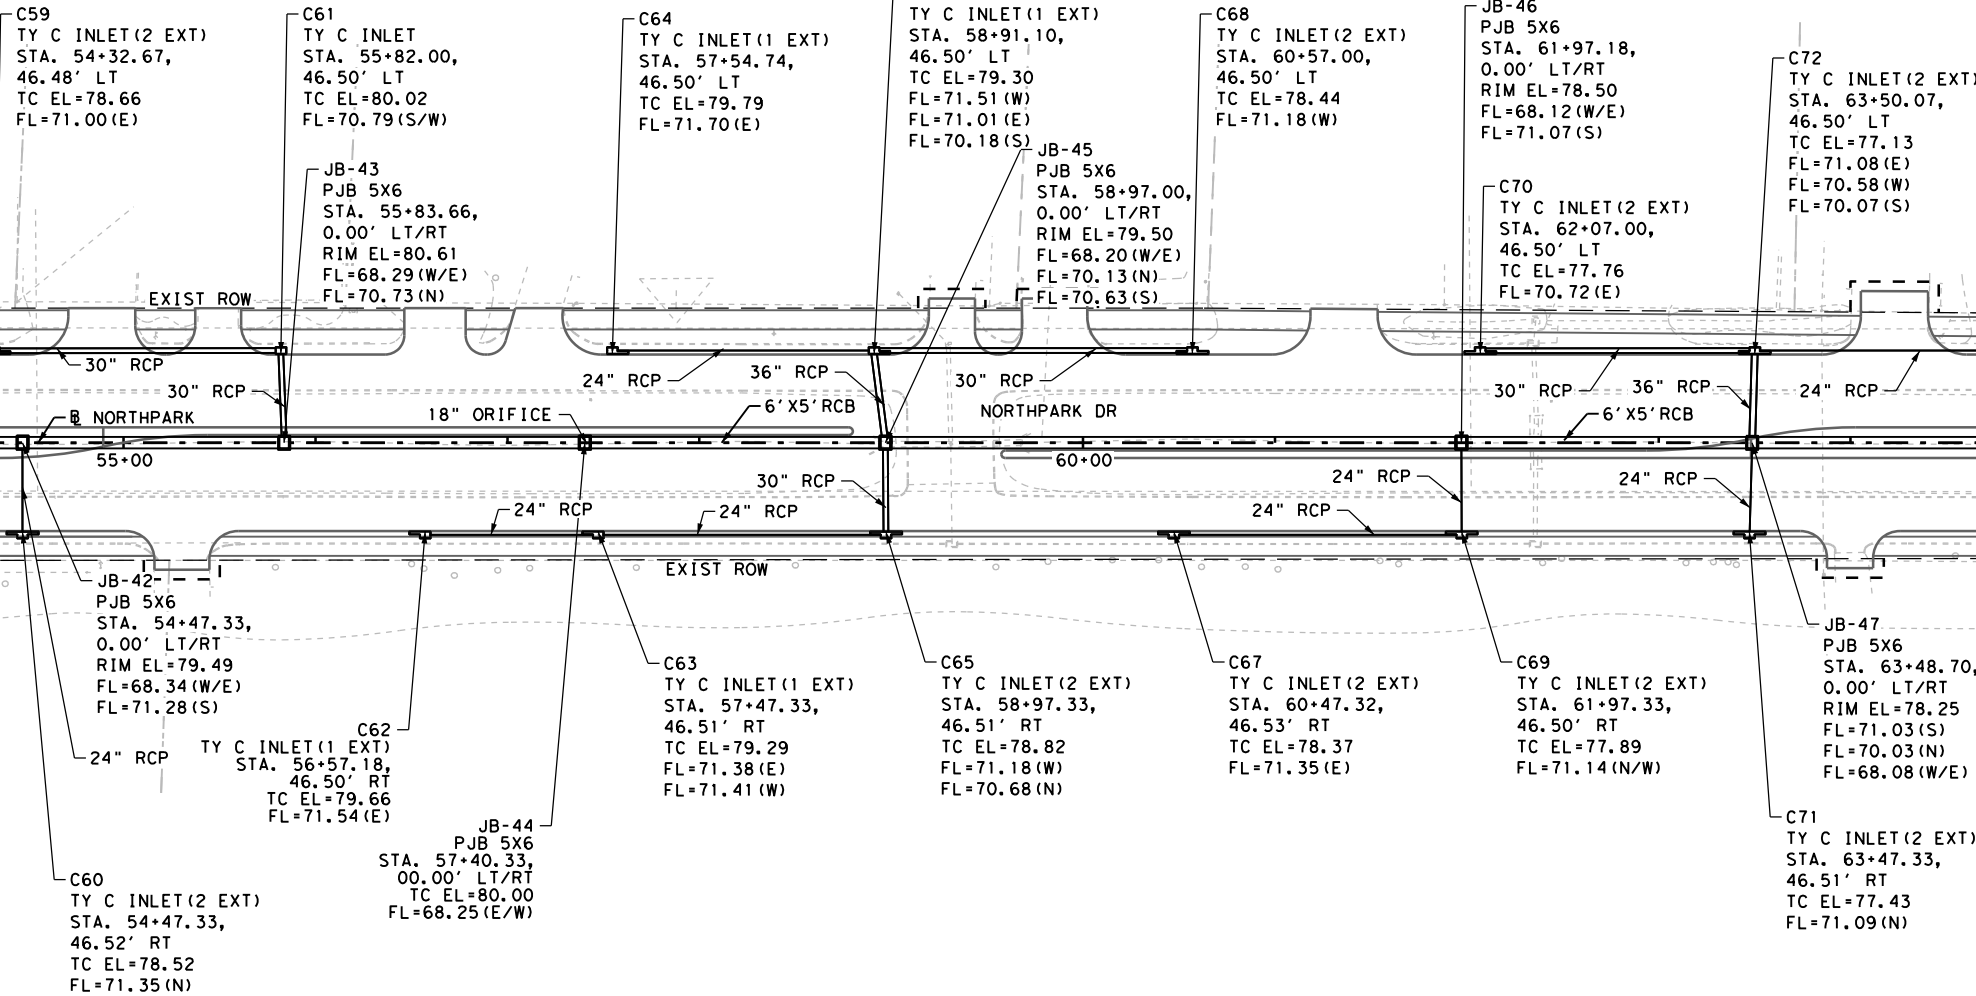 C59
TY C INLET(2 EXT)
STA. 54+32.67,
46.48' LT
TC EL=78.66
FL=71.00(E)
C61
TY C INLET
STA. 55+82.00,
46.50' LT
TC EL=80.02
FL=70.79(S/W)
JB-43
PJB 5X6
STA. 55+83.66,
0.00' LT/RT
RIM EL=80.61
FL=68.29(W/E)
FL=70.73(N)
C64
TY C INLET(1 EXT)
STA. 57+54.74,
46.50' LT
TC EL=79.79
FL=71.70(E)
TY C INLET(1 EXT)
STA. 58+91.10,
46.50' LT
TC EL=79.30
FL=71.51(W)
FL=71.01(E)
FL=70.18(S)
JB-45
PJB 5X6
STA. 58+97.00,
0.00' LT/RT
RIM EL=79.50
FL=68.20(W/E)
FL=70.13(N)
FL=70.63(S)
C68
TY C INLET(2 EXT)
STA. 60+57.00,
46.50' LT
TC EL=78.44
FL=71.18(W)
JB-46
PJB 5X6
STA. 61+97.18,
0.00' LT/RT
RIM EL=78.50
FL=68.12(W/E)
FL=71.07(S)
C70
TY C INLET(2 EXT)
STA. 62+07.00,
46.50' LT
TC EL=77.76
FL=70.72(E)
C72
TY C INLET(2 EXT)
STA. 63+50.07,
46.50' LT
TC EL=77.13
FL=71.08(E)
FL=70.58(W)
FL=70.07(S)
EXIST ROW
30" RCP
30" RCP
24" RCP
36" RCP
30" RCP
30" RCP
36" RCP
24" RCP
℄ NORTHPARK
18" ORIFICE
6'X5'RCB
NORTHPARK DR
6'X5'RCB
55+00
60+00
30" RCP
24" RCP
24" RCP
24" RCP
24" RCP
24" RCP
EXIST ROW
JB-42
PJB 5X6
STA. 54+47.33,
0.00' LT/RT
RIM EL=79.49
FL=68.34(W/E)
FL=71.28(S)
24" RCP
C62
TY C INLET(1 EXT)
STA. 56+57.18,
46.50' RT
TC EL=79.66
FL=71.54(E)
JB-44
PJB 5X6
STA. 57+40.33,
00.00' LT/RT
TC EL=80.00
FL=68.25(E/W)
C60
TY C INLET(2 EXT)
STA. 54+47.33,
46.52' RT
TC EL=78.52
FL=71.35(N)
C63
TY C INLET(1 EXT)
STA. 57+47.33,
46.51' RT
TC EL=79.29
FL=71.38(E)
FL=71.41(W)
C65
TY C INLET(2 EXT)
STA. 58+97.33,
46.51' RT
TC EL=78.82
FL=71.18(W)
FL=70.68(N)
C67
TY C INLET(2 EXT)
STA. 60+47.32,
46.53' RT
TC EL=78.37
FL=71.35(E)
C69
TY C INLET(2 EXT)
STA. 61+97.33,
46.50' RT
TC EL=77.89
FL=71.14(N/W)
JB-47
PJB 5X6
STA. 63+48.70,
0.00' LT/RT
RIM EL=78.25
FL=71.03(S)
FL=70.03(N)
FL=68.08(W/E)
C71
TY C INLET(2 EXT)
STA. 63+47.33,
46.51' RT
TC EL=77.43
FL=71.09(N)